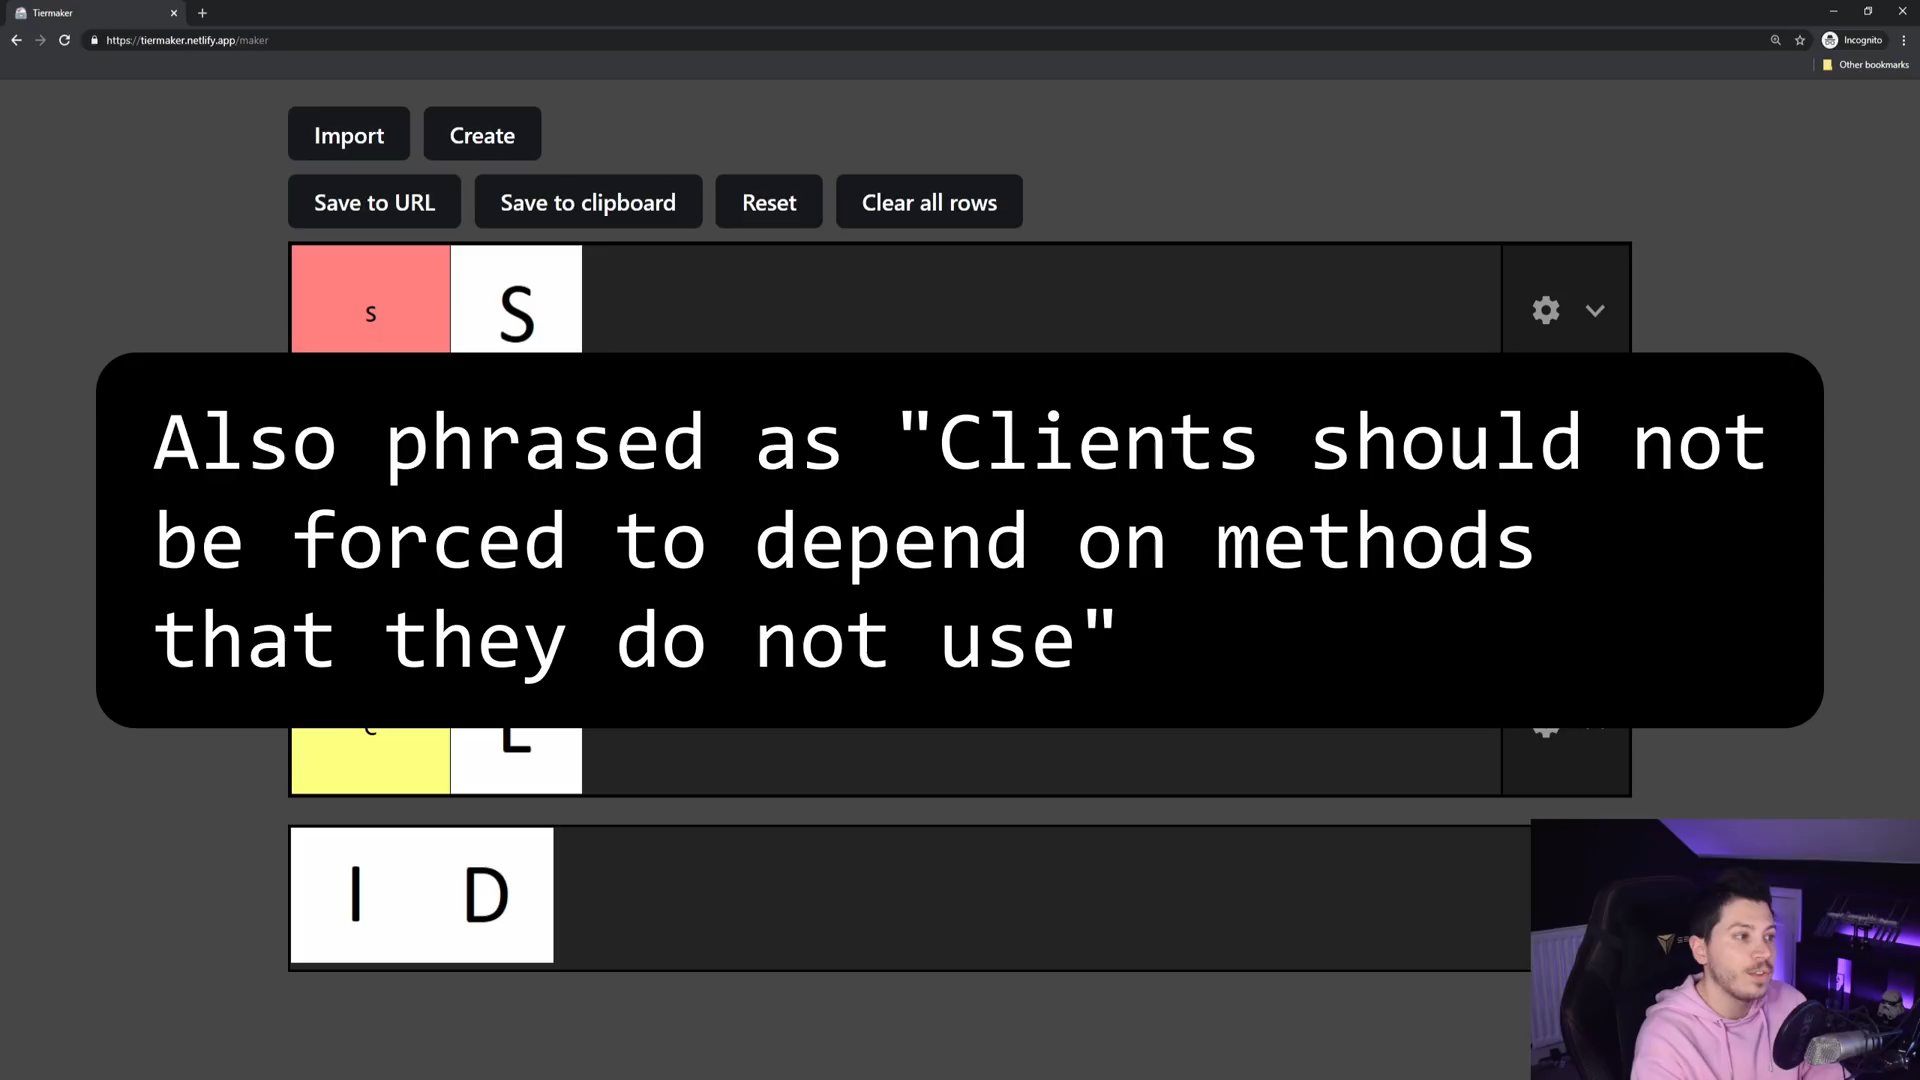 Tiermaker
https://tiermaker.netlify.app/maker
Incognito
Other bookmarks
Import Create
Save to URL Save to clipboard Reset Clear all rows
S S
Also phrased as "Clients should not
be forced to depend on methods
that they do not use"
I D